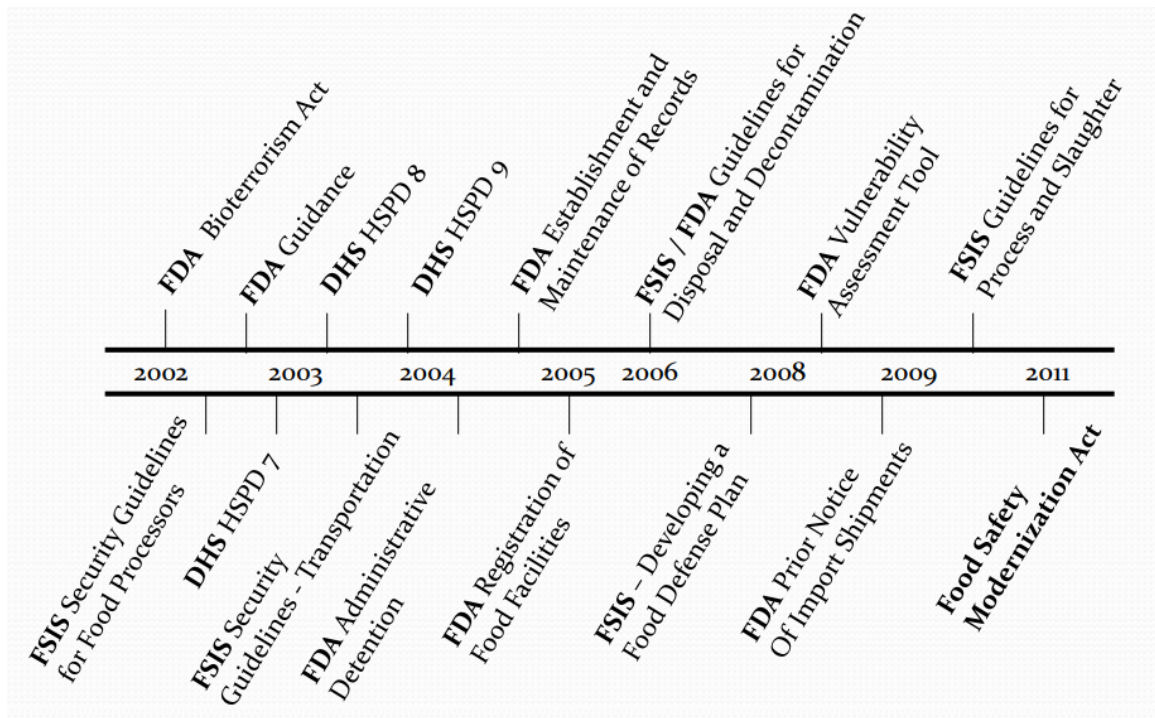 FDA Bioterrorism Act
FDA Guidance
DHS HSPD 8
DHS HSPD 9
FDA Establishment and
Maintenance of Records
FSIS / FDA Guidelines for
Disposal and Decontamination
FDA Vulnerability
Assessment Tool
FSIS Guidelines for
Process and Slaughter
2002 2003 2004 2005 2006 2008 2009 2011
FSIS Security Guidelines
for Food Processors
DHS HSPD 7
FSIS Security
Guidelines - Transportation
FDA Administrative
Detention
FDA Registration of
Food Facilities
FSIS – Developing a
Food Defense Plan
FDA Prior Notice
Of Import Shipments
Food Safety
Modernization Act